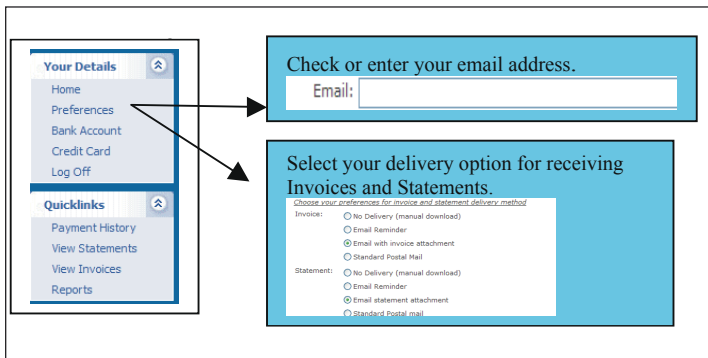 Your Details
Home
Preferences
Bank Account
Credit Card
Log Off
Quicklinks
Payment History
View Statements
View Invoices
Reports
Check or enter your email address.
Email:
Select your delivery option for receiving
Invoices and Statements.
Choose your preferences for invoice and statement delivery method
Invoice: No Delivery (manual download)
Email Reminder
Email with invoice attachment
Standard Postal Mail
Statement: No Delivery (manual download)
Email Reminder
Email statement attachment
Standard Postal mail